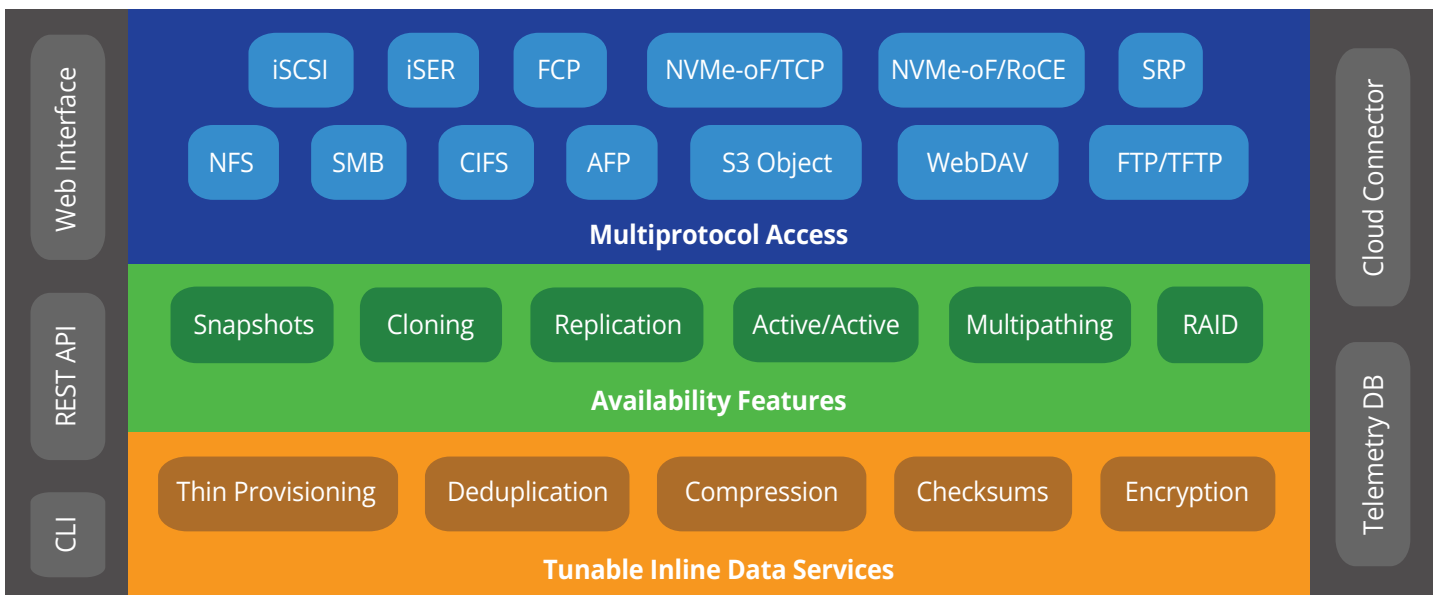 Web Interface
REST API
CLI
iSCSI iSER FCP NVMe-oF/TCP NVMe-oF/RoCE SRP
NFS SMB CIFS AFP S3 Object WebDAV FTP/TFTP
Multiprotocol Access
Snapshots Cloning Replication Active/Active Multipathing RAID
Availability Features
Thin Provisioning Deduplication Compression Checksums Encryption
Tunable Inline Data Services
Cloud Connector
Telemetry DB